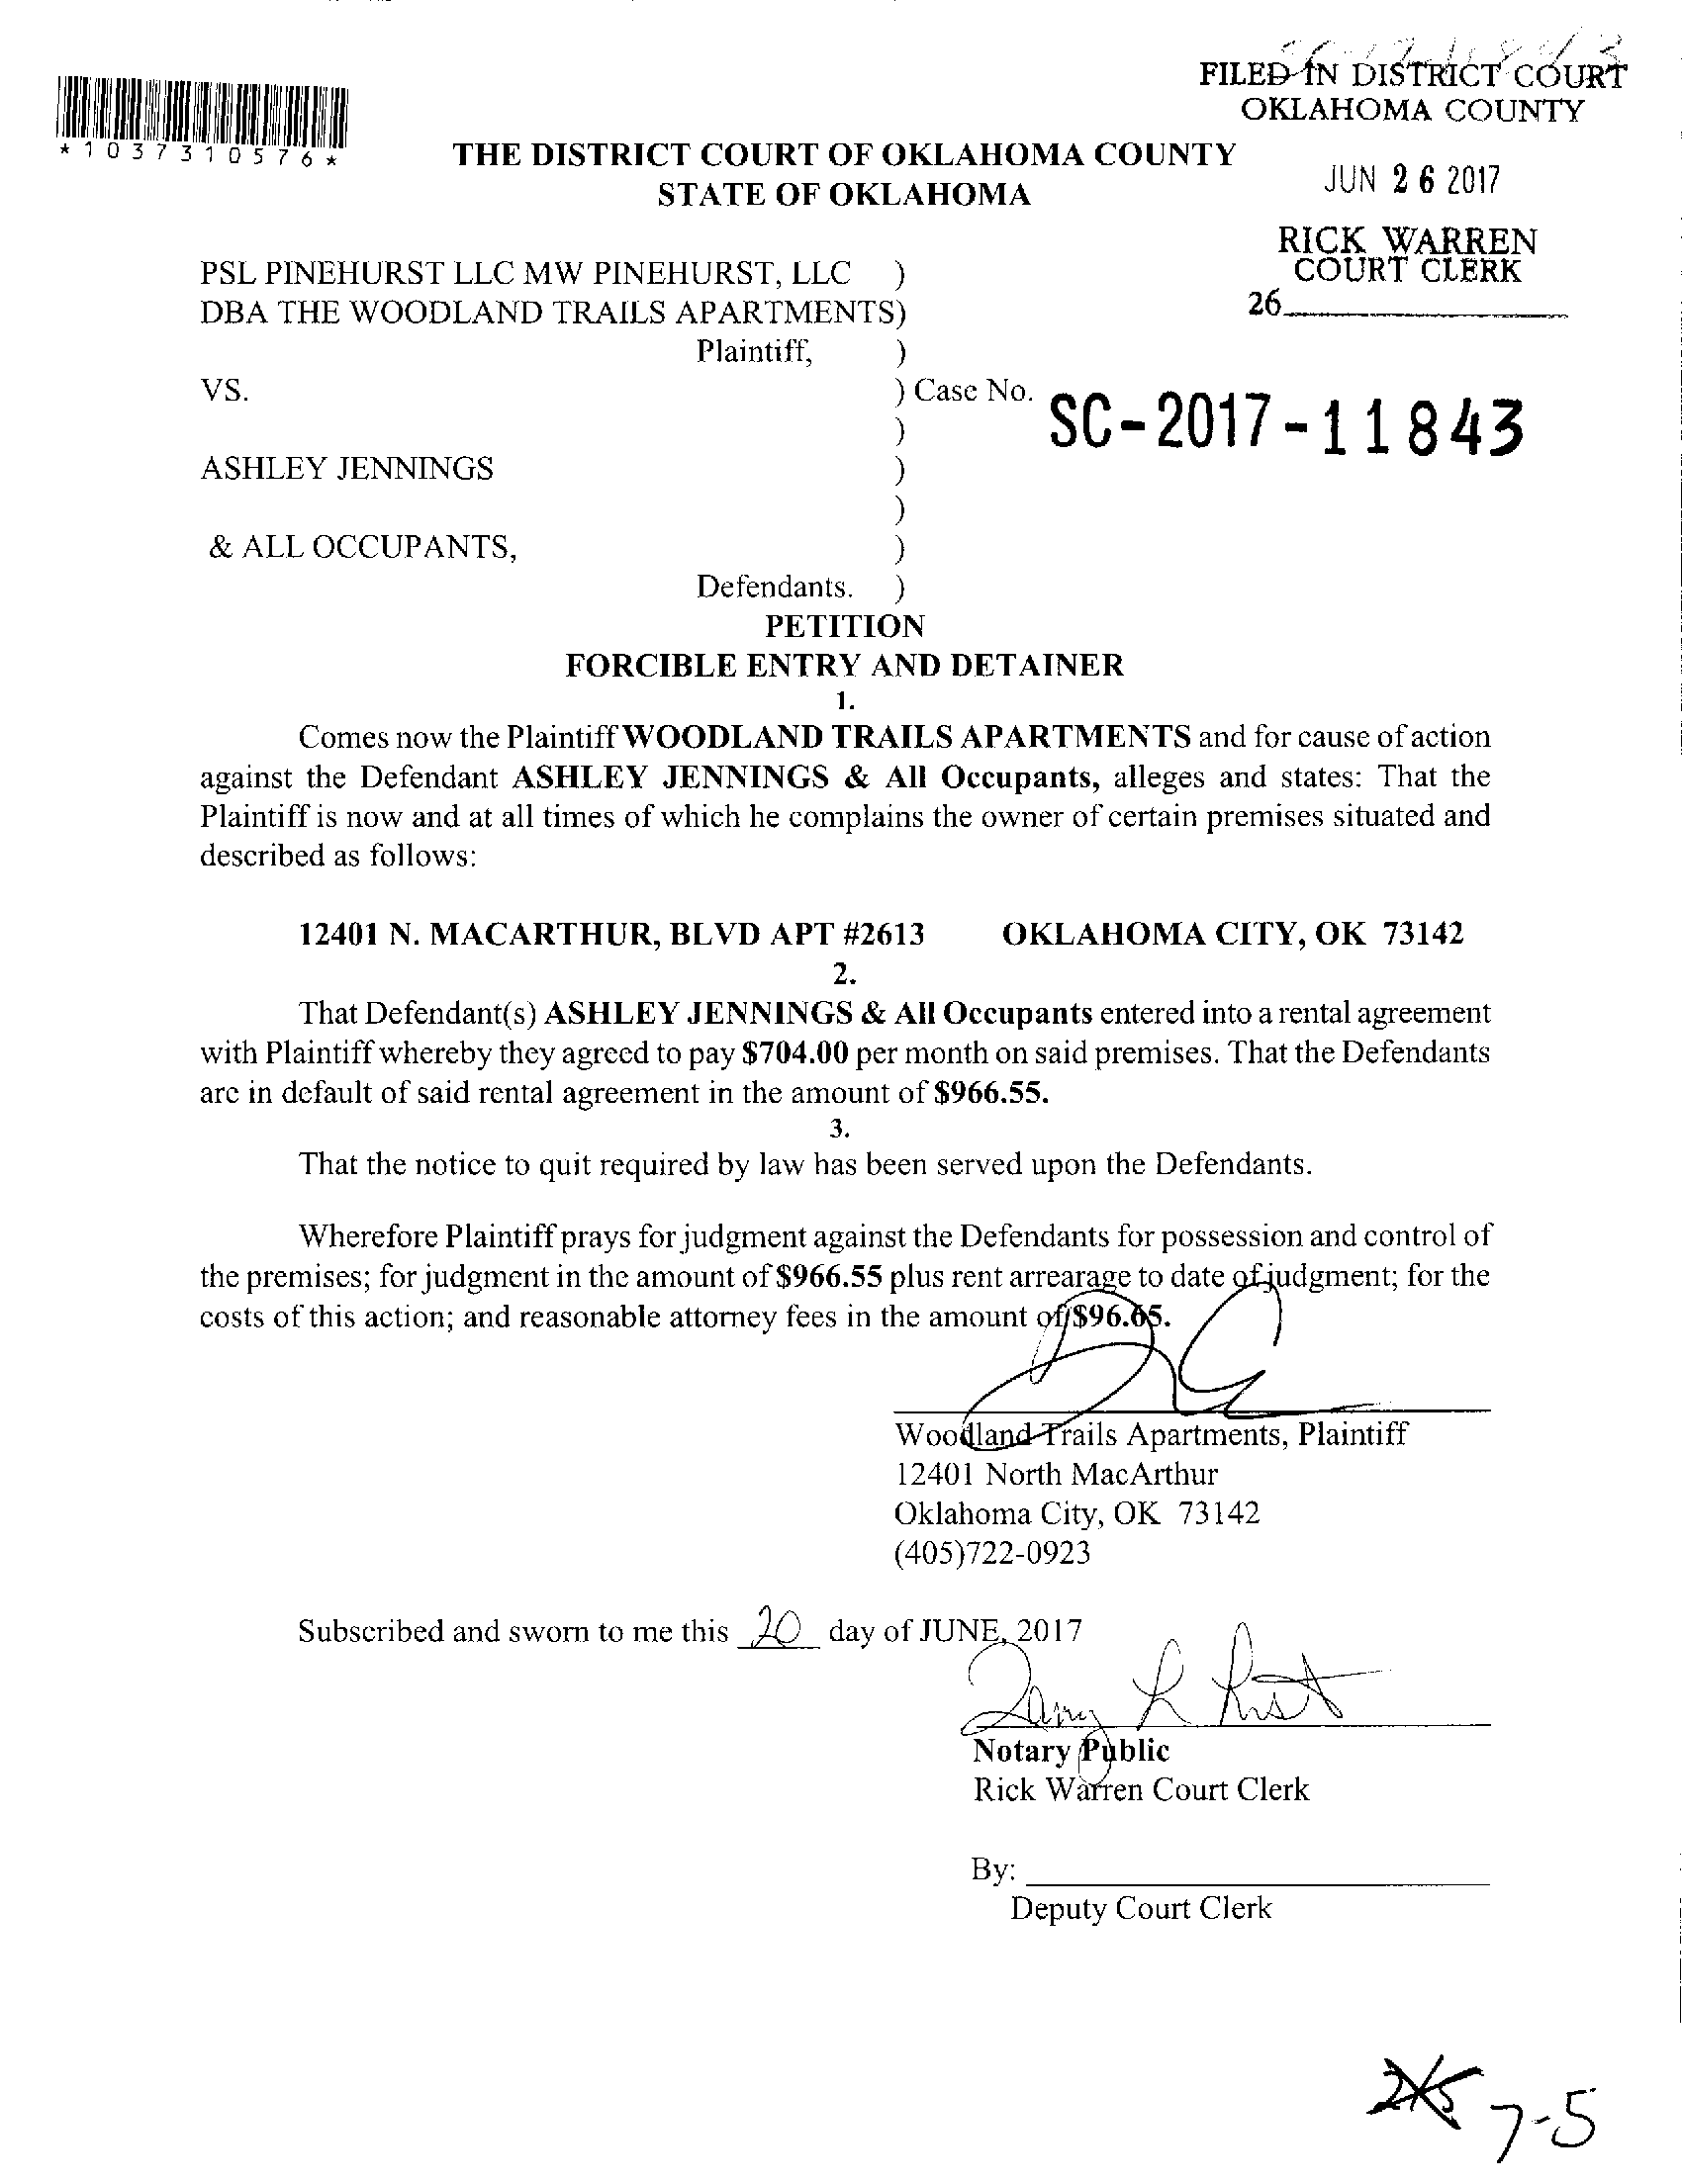 FILED IN DISTRICT COURT
OKLAHOMA COUNTY
*1037310576*
THE DISTRICT COURT OF OKLAHOMA COUNTY
STATE OF OKLAHOMA
JUN 26 2017
RICK WARREN
COURT CLERK
26
PSL PINEHURST LLC MW PINEHURST, LLC )
DBA THE WOODLAND TRAILS APARTMENTS)
Plaintiff, )
VS. ) Case No. SC-2017-11843
)
ASHLEY JENNINGS )
)
& ALL OCCUPANTS, )
Defendants. )
PETITION
FORCIBLE ENTRY AND DETAINER
1.
Comes now the Plaintiff WOODLAND TRAILS APARTMENTS and for cause of action
against the Defendant ASHLEY JENNINGS & All Occupants, alleges and states: That the
Plaintiff is now and at all times of which he complains the owner of certain premises situated and
described as follows:
12401 N. MACARTHUR, BLVD APT #2613 OKLAHOMA CITY, OK 73142
2.
That Defendant(s) ASHLEY JENNINGS & All Occupants entered into a rental agreement
with Plaintiff whereby they agreed to pay $704.00 per month on said premises. That the Defendants
are in default of said rental agreement in the amount of $966.55.
3.
That the notice to quit required by law has been served upon the Defendants.
Wherefore Plaintiff prays for judgment against the Defendants for possession and control of
the premises; for judgment in the amount of $966.55 plus rent arrearage to date of judgment; for the
costs of this action; and reasonable attorney fees in the amount of $96.65.
Woodland Trails Apartments, Plaintiff
12401 North MacArthur
Oklahoma City, OK 73142
(405)722-0923
Subscribed and sworn to me this 20 day of JUNE, 2017
Notary Public
Rick Warren Court Clerk
By:
Deputy Court Clerk
7-5